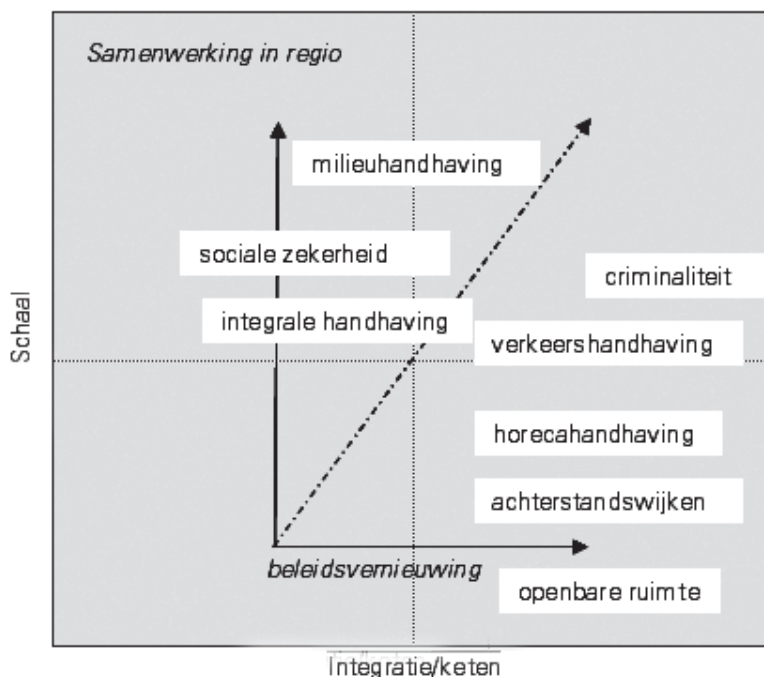 Samenwerking in regio
milieuhandhaving
sociale zekerheid
criminaliteit
integrale handhaving
verkeershandhaving
Schaal
horecahandhaving
achterstandswijken
beleidsvernieuwing
openbare ruimte
Integratie/keten